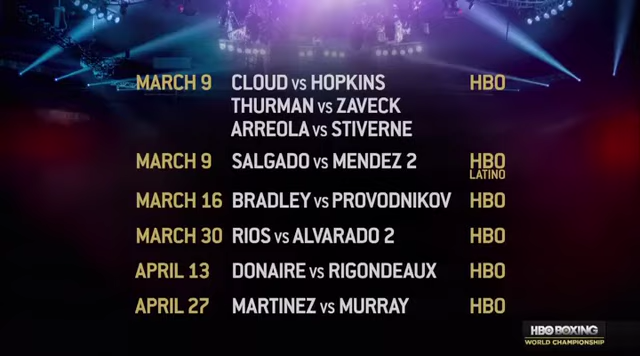 MARCH 9 CLOUD vs HOPKINS HBO
THURMAN vs ZAVECK
ARREOLA vs STIVERNE
MARCH 9 SALGADO vs MENDEZ 2 HBO
LATINO
MARCH 16 BRADLEY vs PROVODNIKOV HBO
MARCH 30 RIOS vs ALVARADO 2 HBO
APRIL 13 DONAIRE vs RIGONDEAUX HBO
APRIL 27 MARTINEZ vs MURRAY HBO
HBO BOXING
WORLD CHAMPIONSHIP